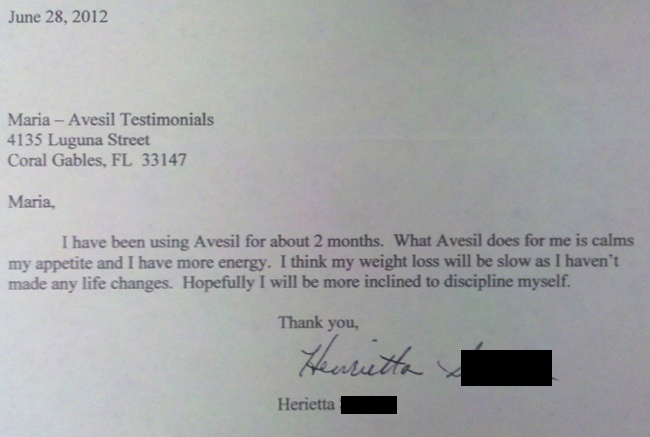 June 28, 2012
Maria – Avesil Testimonials
4135 Luguna Street
Coral Gables, FL 33147
Maria,
I have been using Avesil for about 2 months. What Avesil does for me is calms
my appetite and I have more energy. I think my weight loss will be slow as I haven't
made any life changes. Hopefully I will be more inclined to discipline myself.
Thank you,
Henrietta
Herietta